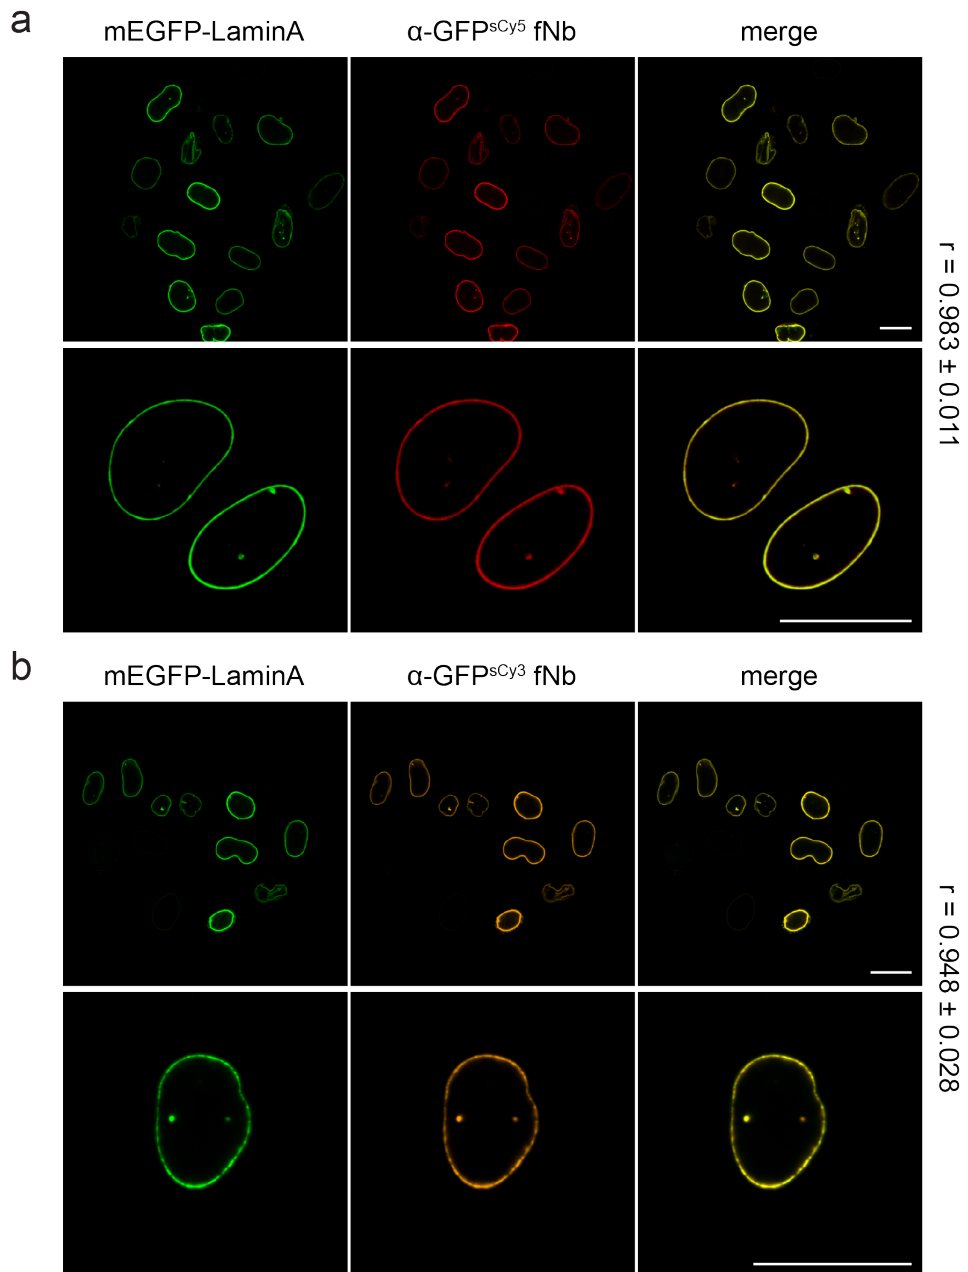 a
mEGFP-LaminA
α-GFPsCy5 fNb
merge
r = 0.983 ± 0.011
b
mEGFP-LaminA
α-GFPsCy3 fNb
merge
r = 0.948 ± 0.028